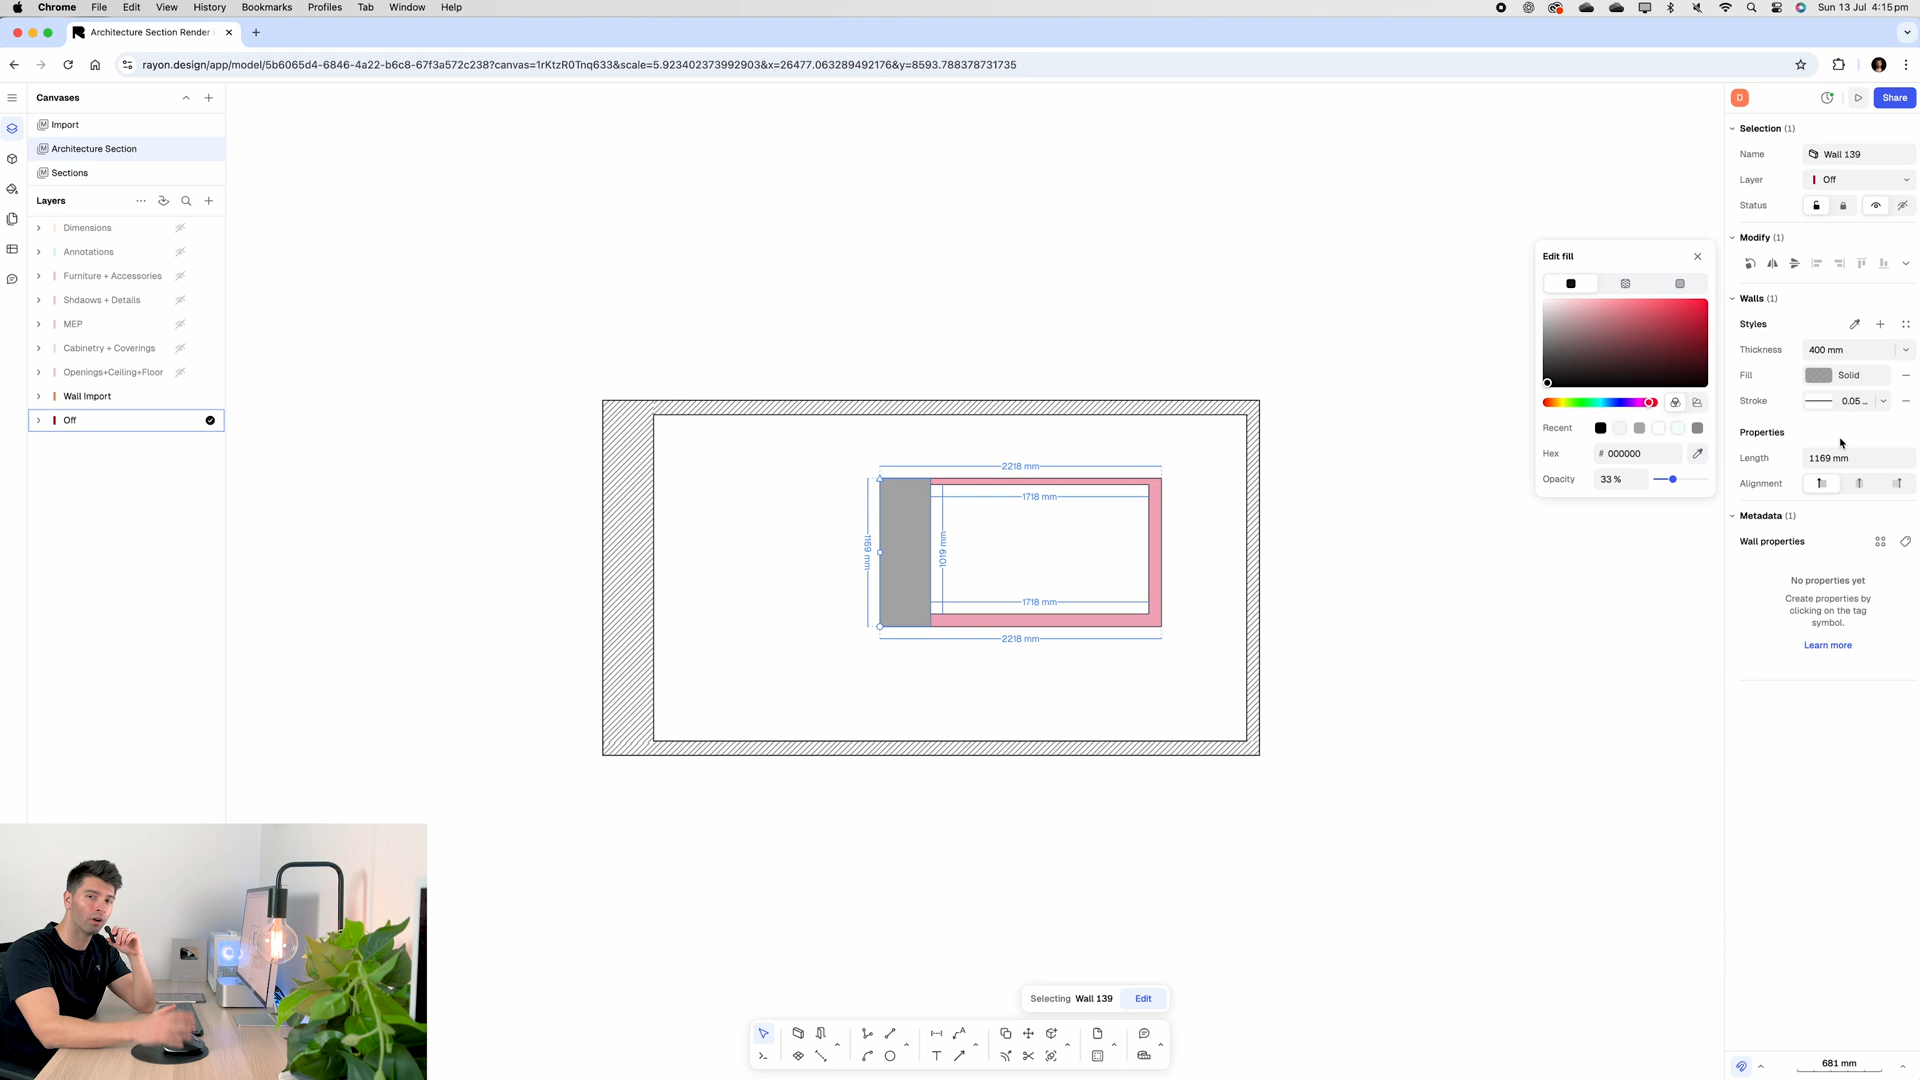 Chrome File Edit View History Bookmarks Profiles Tab Window Help
Sun 13 Jul 4:15pm
Architecture Section Render
rayon.design/app/model/5b6065d4-6846-4a22-b6c8-67f3a572c238?canvas=1rKtzR0Tnq633&scale=5.923402373992903&x=26477.063289492176&y=8593.788378731735
Canvases
Import
Architecture Section
Sections
Layers
Dimensions
Annotations
Furniture + Accessories
Shdaows + Details
MEP
Cabinetry + Coverings
Openings+Ceiling+Floor
Wall Import
Off
2218 mm
1718 mm
1169 mm
1019 mm
1718 mm
2218 mm
Selecting Wall 139 Edit
Edit fill
Recent
Hex # 000000
Opacity 33 %
D
Share
Selection (1)
Name Wall 139
Layer Off
Status
Modify (1)
Walls (1)
Styles
Thickness 400 mm
Fill Solid
Stroke 0.05 ...
Properties
Length 1169 mm
Alignment
Metadata (1)
Wall properties
No properties yet
Create properties by
clicking on the tag
symbol.
Learn more
681 mm